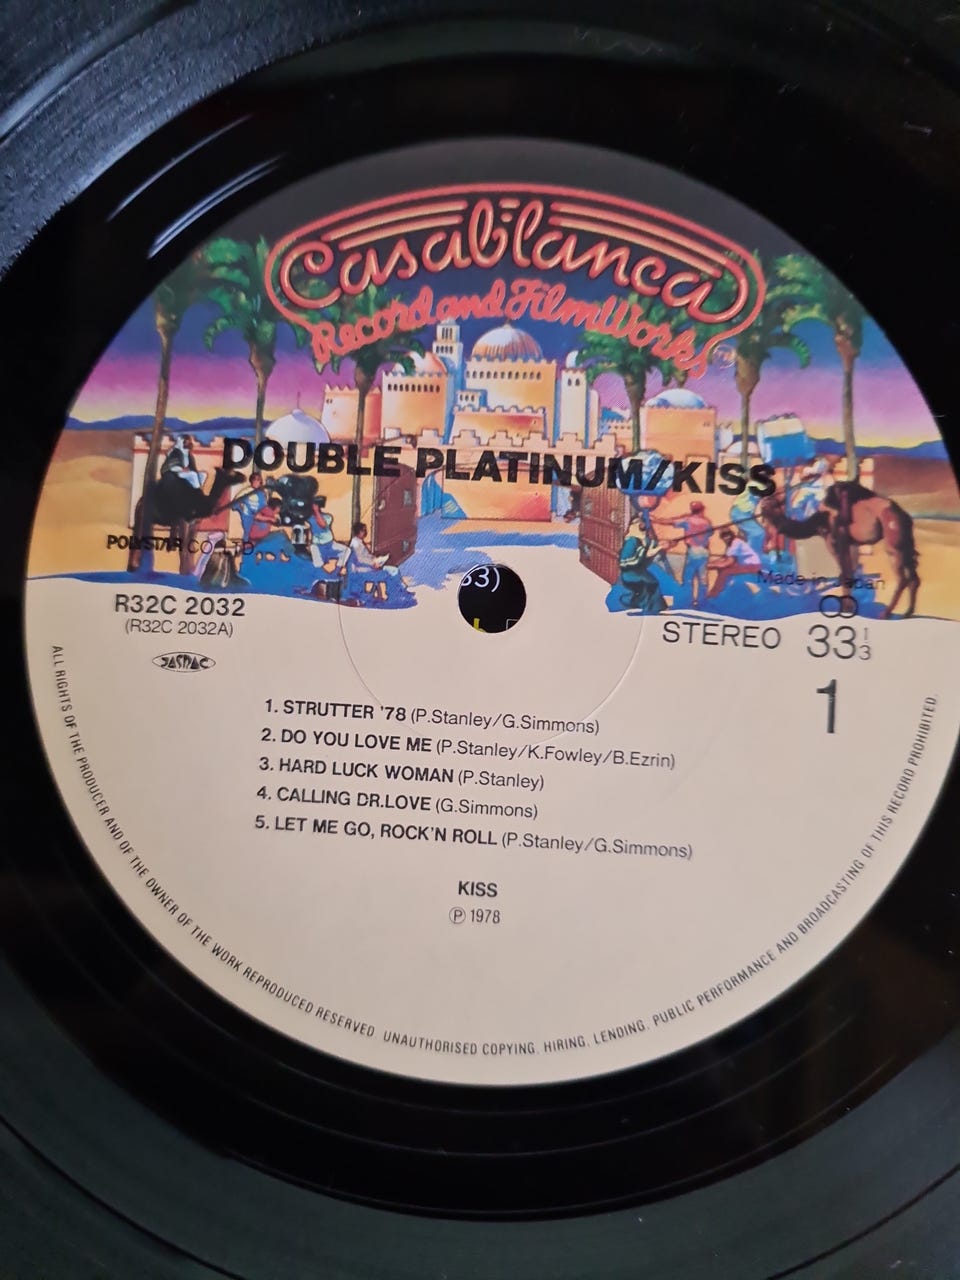 Casablanca
Record and FilmWorks
DOUBLE PLATINUM/KISS
POLYSTAR CO., LTD.
Made in Japan
33)
R32C 2032
(R32C 2032A)
JASRAC
STEREO 33 1/3
1
1. STRUTTER '78 (P.Stanley/G.Simmons)
2. DO YOU LOVE ME (P.Stanley/K.Fowley/B.Ezrin)
3. HARD LUCK WOMAN (P.Stanley)
4. CALLING DR.LOVE (G.Simmons)
5. LET ME GO, ROCK'N ROLL (P.Stanley/G.Simmons)
KISS
Ⓟ 1978
ALL RIGHTS OF THE PRODUCER AND OF THE OWNER OF THE WORK REPRODUCED RESERVED. UNAUTHORISED COPYING, HIRING, LENDING, PUBLIC PERFORMANCE AND BROADCASTING OF THIS RECORD PROHIBITED.